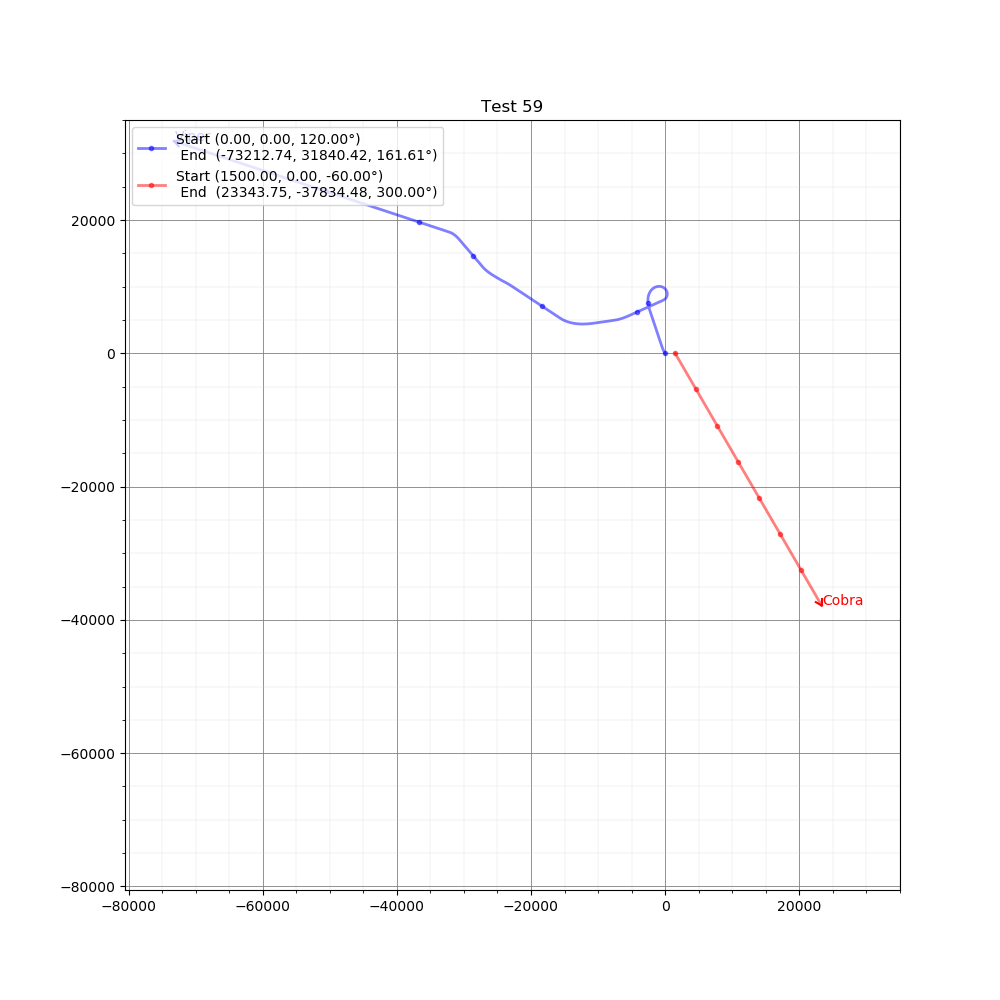 Test 59
Start (0.00, 0.00, 120.00°)
End (-73212.74, 31840.42, 161.61°)
Start (1500.00, 0.00, -60.00°)
End (23343.75, -37834.48, 300.00°)
20000
0
−20000
−40000
−60000
−80000
Cobra
−80000
−60000
−40000
−20000
0
20000